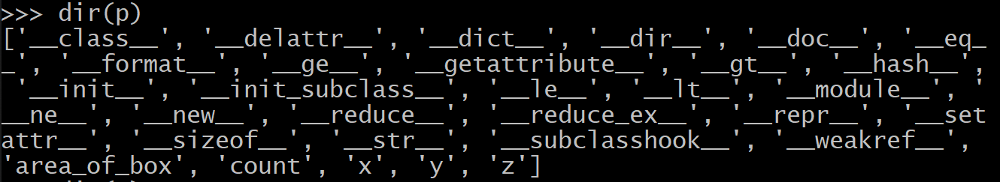 >>> dir(p)
['__class__', '__delattr__', '__dict__', '__dir__', '__doc__', '__eq_
_', '__format__', '__ge__', '__getattribute__', '__gt__', '__hash__',
 '__init__', '__init_subclass__', '__le__', '__lt__', '__module__', '
__ne__', '__new__', '__reduce__', '__reduce_ex__', '__repr__', '__set
attr__', '__sizeof__', '__str__', '__subclasshook__', '__weakref__',
'area_of_box', 'count', 'x', 'y', 'z']